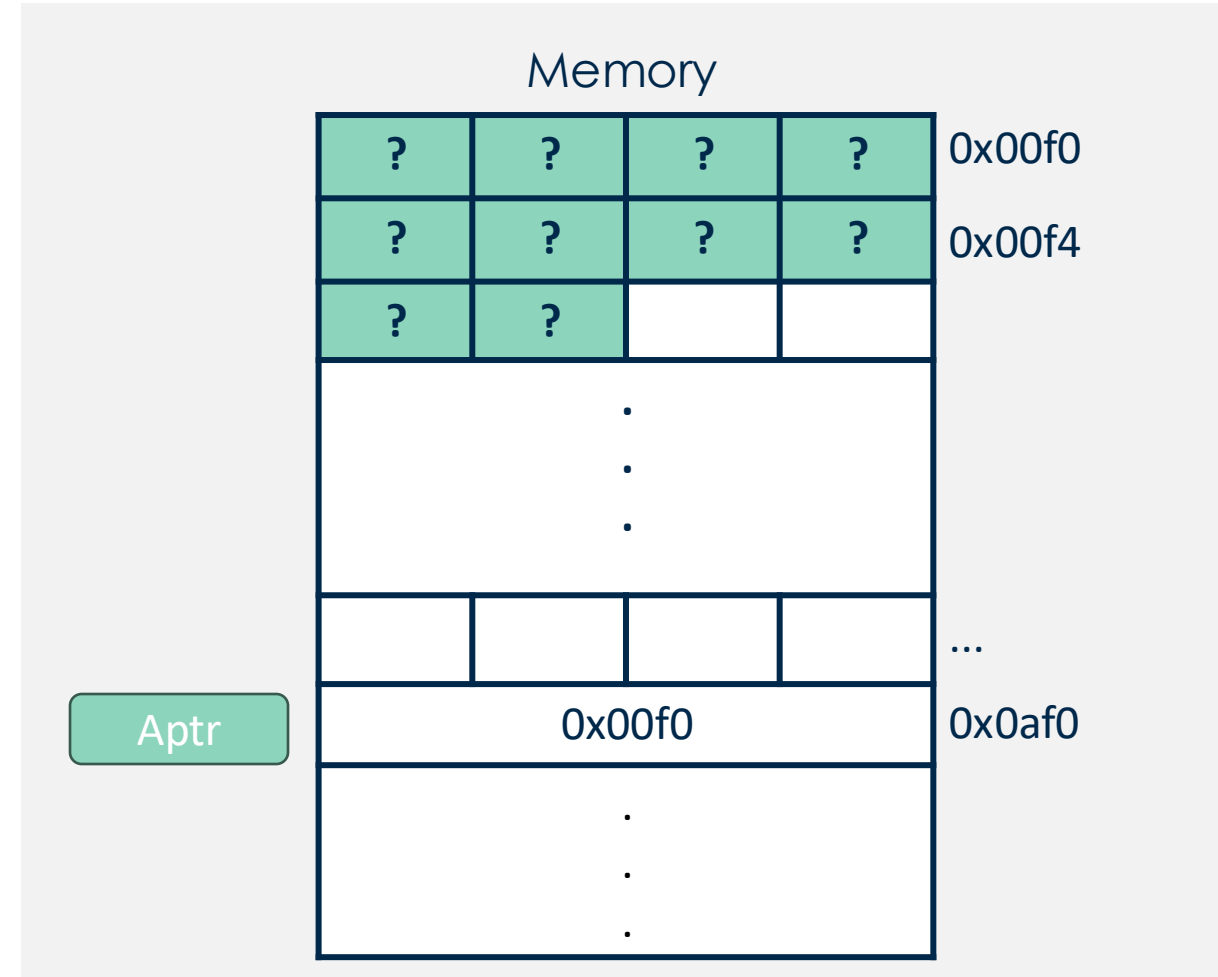 Memory
? ? ? ? 0x00f0
? ? ? ? 0x00f4
? ?
.
.
.
...
Aptr 0x00f0 0x0af0
.
.
.